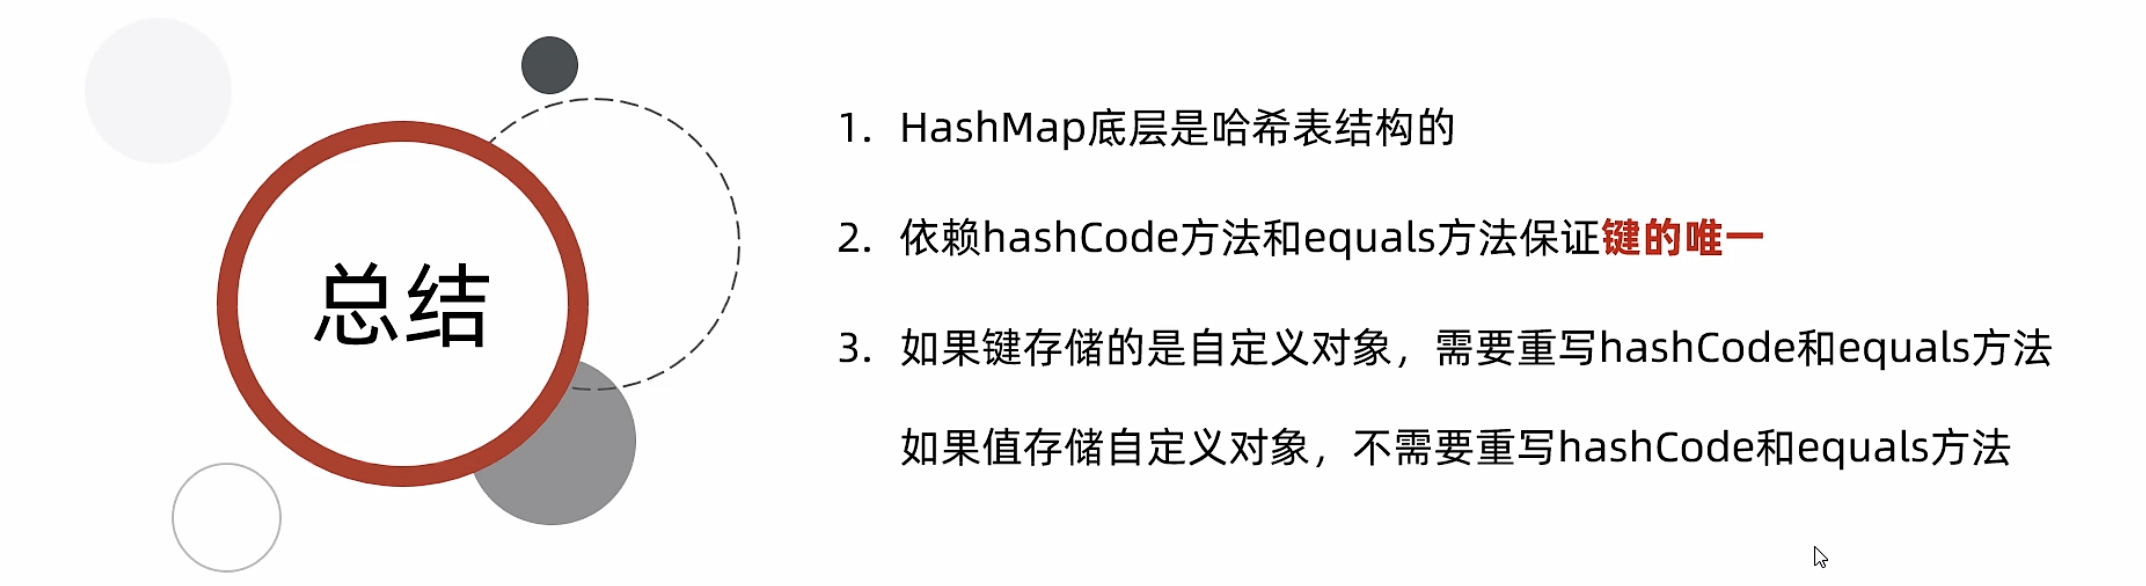 总结
1. HashMap底层是哈希表结构的
2. 依赖hashCode方法和equals方法保证键的唯一
3. 如果键存储的是自定义对象，需要重写hashCode和equals方法
如果值存储自定义对象，不需要重写hashCode和equals方法